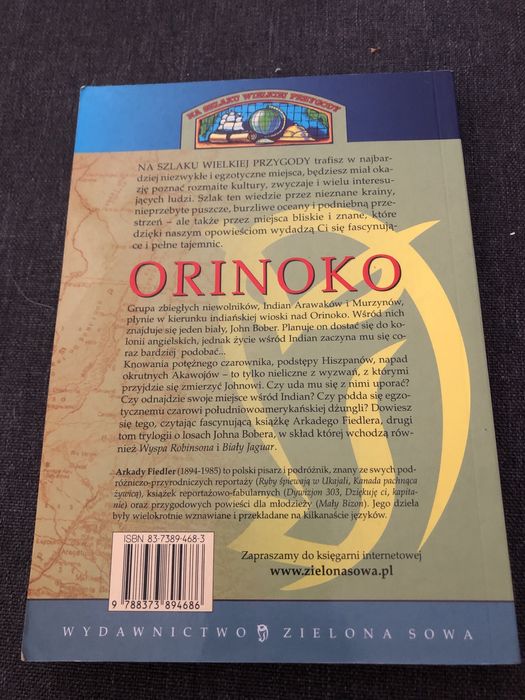 NA SZLAKU WIELKIEJ PRZYGODY
NA SZLAKU WIELKIEJ PRZYGODY trafisz w najbar-
dziej niezwykłe i egzotyczne miejsca, będziesz miał oka-
zję poznać rozmaite kultury, zwyczaje i wielu interesu-
jących ludzi. Szlak ten wiedzie przez nieznane krainy,
nieprzebyte puszcze, burzliwe oceany i podniebną prze-
strzeń – ale także przez miejsca bliskie i znane, które
dzięki naszym opowieściom wydadzą Ci się fascynują-
ce i pełne tajemnic.
ORINOKO
Grupa zbiegłych niewolników, Indian Arawaków i Murzynów,
płynie w kierunku indiańskiej wioski nad Orinoko. Wśród nich
znajduje się jeden biały, John Bober. Planuje on dostać się do ko-
lonii angielskich, jednak życie wśród Indian zaczyna mu się co-
raz bardziej podobać...
Knowania potężnego czarownika, podstępy Hiszpanów, napad
okrutnych Akawojów – to tylko nieliczne z wyzwań, z którymi
przyjdzie się zmierzyć Johnowi. Czy uda mu się z nimi uporać?
Czy odnajdzie swoje miejsce wśród Indian? Czy podda się egzo-
tycznemu czarowi południowoamerykańskiej dżungli? Dowiesz
się tego, czytając fascynującą książkę Arkadego Fiedlera, drugi
tom trylogii o losach Johna Bobera, w skład której wchodzą rów-
nież Wyspa Robinsona i Biały Jaguar.
Arkady Fiedler (1894-1985) to polski pisarz i podróżnik, znany ze swych pod-
różniczo-przyrodniczych reportaży (Ryby śpiewają w Ukajali, Kanada pachnąca
żywicą), książek reportażowo-fabularnych (Dywizjon 303, Dziękuję ci, kapita-
nie) oraz przygodowych powieści dla młodzieży (Mały Bizon). Jego dzieła
były wielokrotnie wznawiane i przekładane na kilkanaście języków.
ISBN 83-7389-468-3
9 788373 894686
Zapraszamy do księgarni internetowej
www.zielonasowa.pl
WYDAWNICTWO ZIELONA SOWA